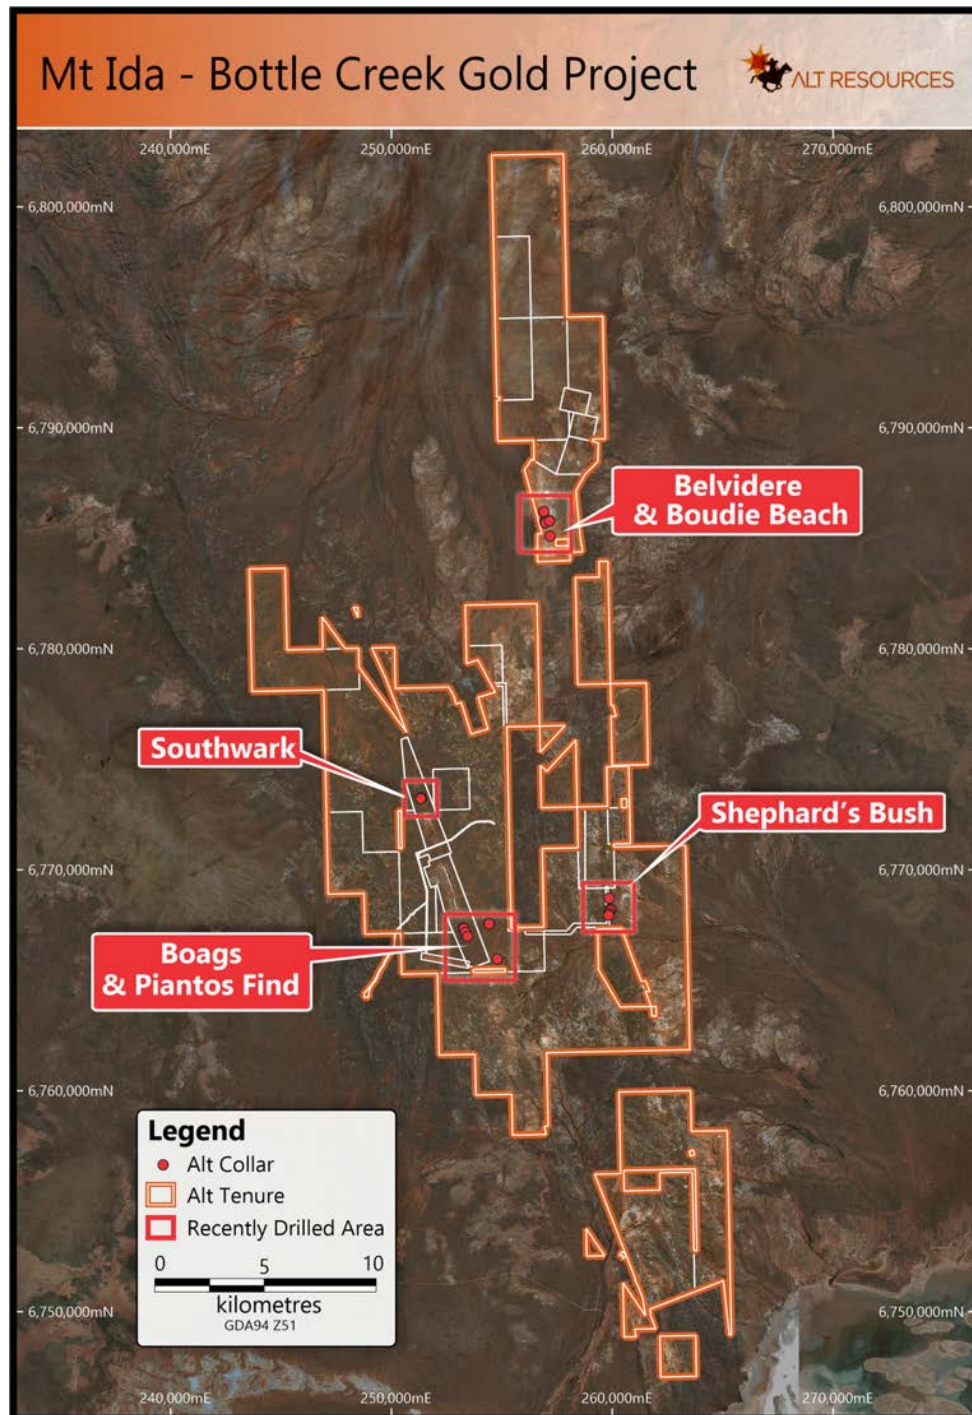 Mt Ida - Bottle Creek Gold Project
ALT RESOURCES
240,000mE 250,000mE 260,000mE 270,000mE
6,800,000mN 6,800,000mN
6,790,000mN 6,790,000mN
Belvidere
& Boudie Beach
6,780,000mN 6,780,000mN
Southwark
Shephard's Bush
6,770,000mN 6,770,000mN
Boags
& Piantos Find
6,760,000mN 6,760,000mN
Legend
Alt Collar
Alt Tenure
Recently Drilled Area
0 5 10
kilometres
GDA94 Z51
6,750,000mN 6,750,000mN
240,000mE 250,000mE 260,000mE 270,000mE